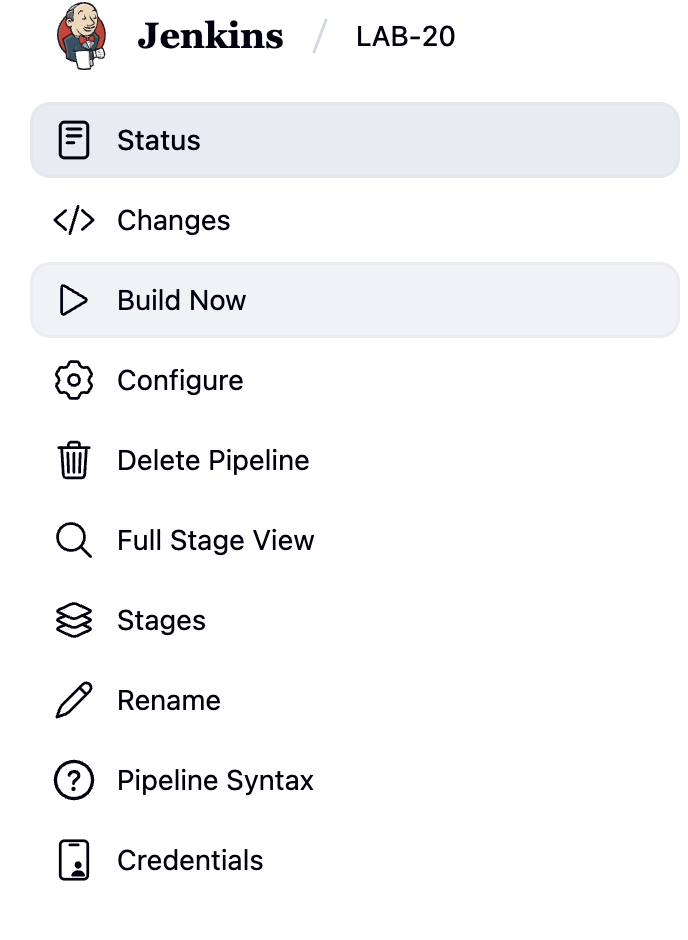 Jenkins / LAB-20
Status
Changes
Build Now
Configure
Delete Pipeline
Full Stage View
Stages
Rename
Pipeline Syntax
Credentials